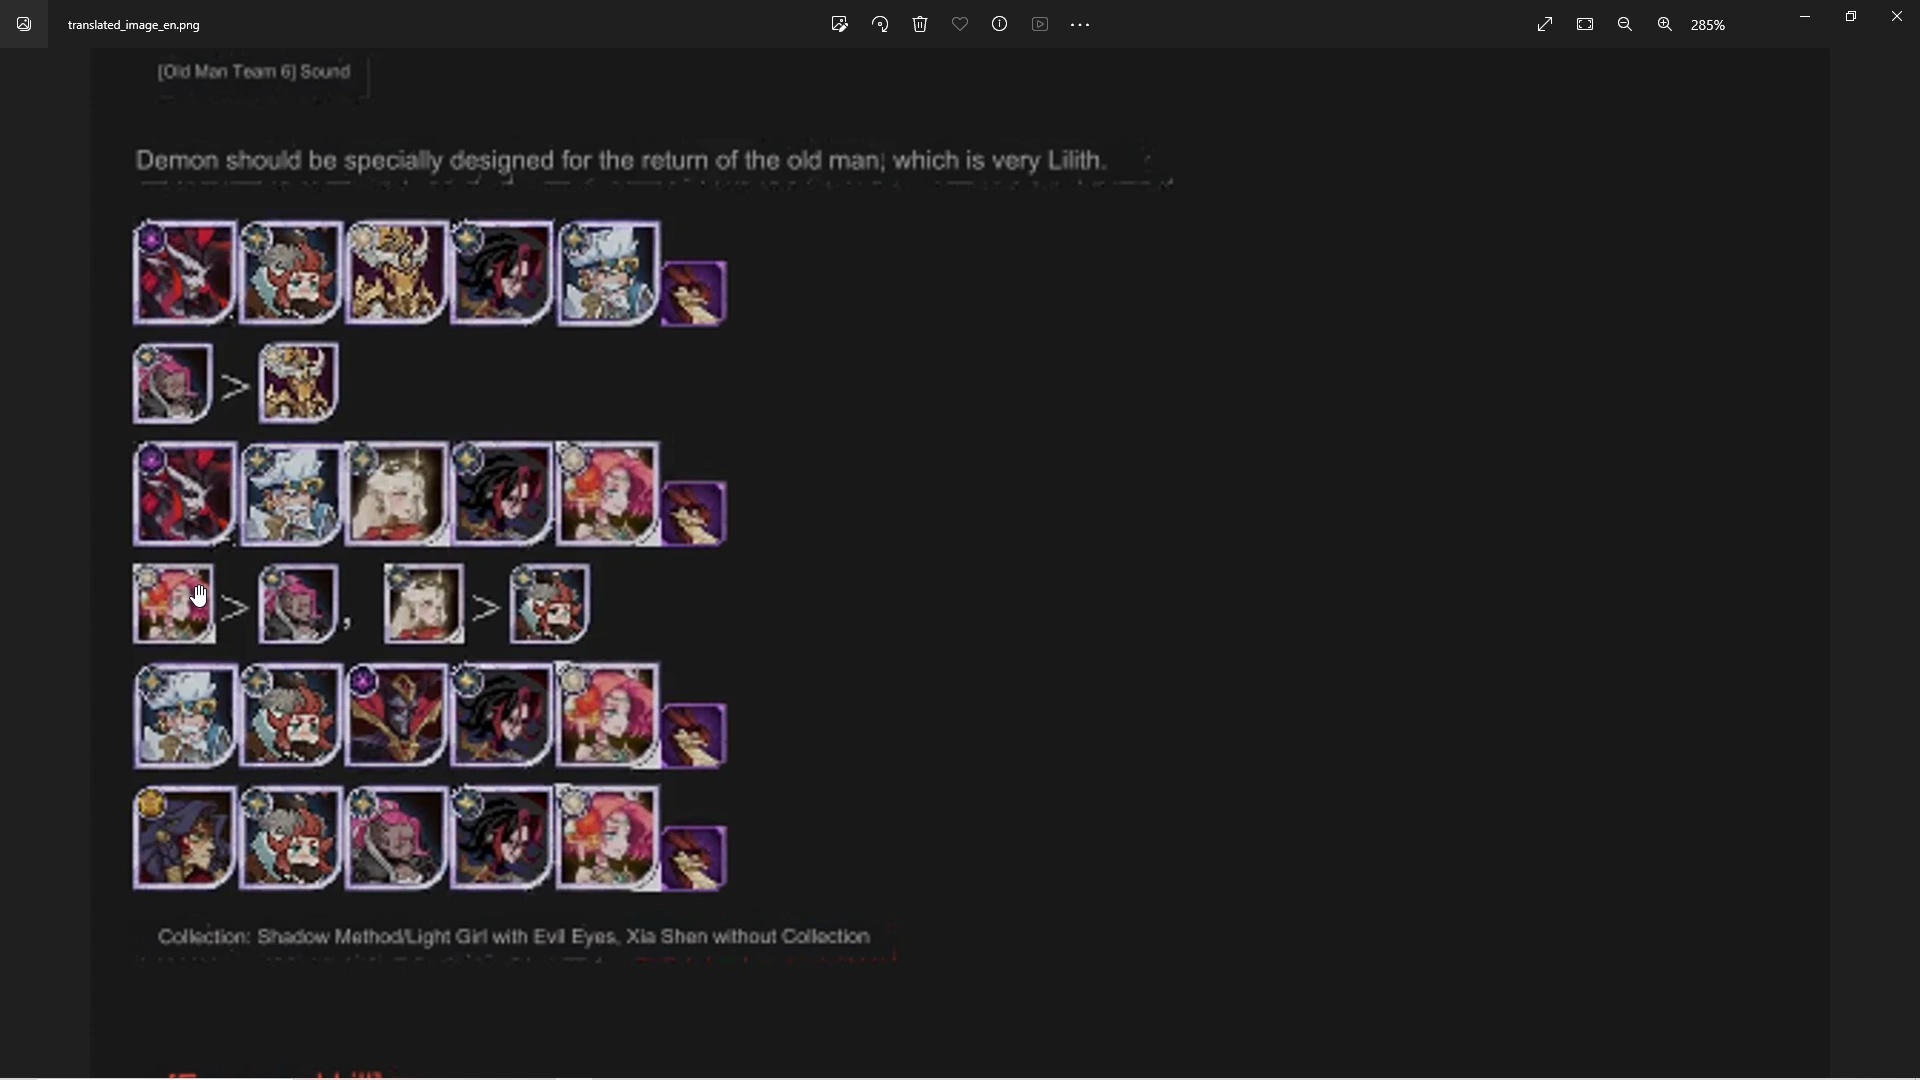 translated_image_en.png
285%
[Old Man Team 6] Sound
Demon should be specially designed for the return of the old man, which is very Lilith.
>
> , >
Collection: Shadow Method/Light Girl with Evil Eyes, Xia Shen without Collection